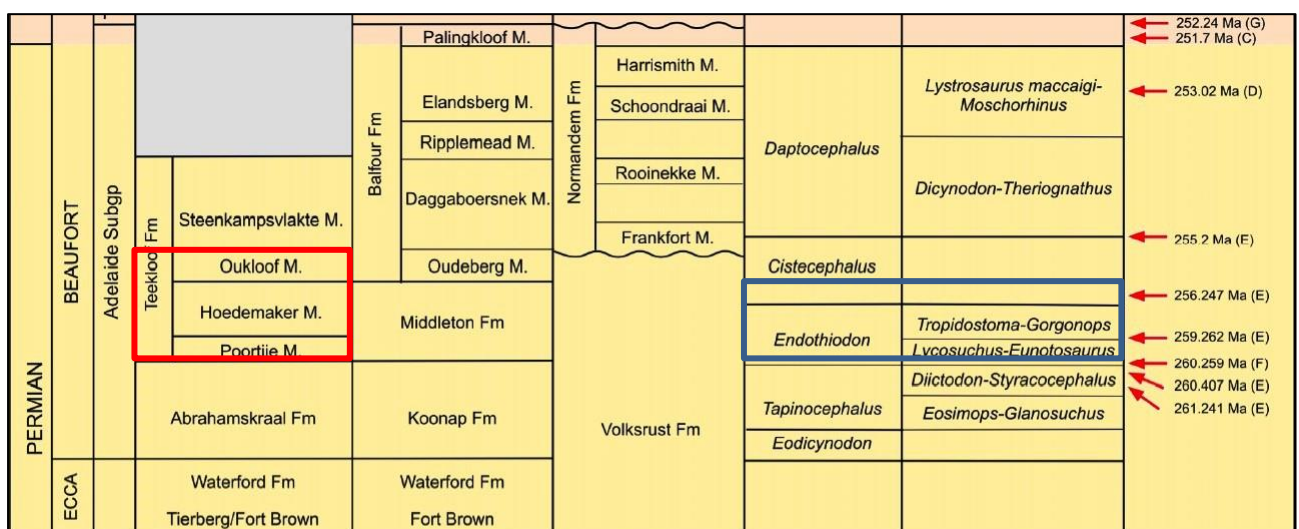 252.24 Ma (G)
Palingkloof M.
251.7 Ma (C)
Harrismith M.
Lystrosaurus maccaigi-
Moschorhinus
253.02 Ma (D)
Elandsberg M.
Schoondraai M.
Ripplemead M.
Balfour Fm
Normandem Fm
Daptocephalus
Rooinekke M.
Dicynodon-Theriognathus
Daggaboersnek M.
Steenkampsvlakte M.
Frankfort M.
255.2 Ma (E)
PERMIAN
BEAUFORT
Adelaide Subgp
Teekloof Fm
Oukloof M.
Oudeberg M.
Cistecephalus
256.247 Ma (E)
Hoedemaker M.
Middleton Fm
Endothiodon
Tropidostoma-Gorgonops
259.262 Ma (E)
Poortjie M.
Lycosuchus-Eunotosaurus
260.259 Ma (F)
Diictodon-Styracocephalus
260.407 Ma (E)
Abrahamskraal Fm
Koonap Fm
Volksrust Fm
Tapinocephalus
Eosimops-Glanosuchus
261.241 Ma (E)
Eodicynodon
ECCA
Waterford Fm
Waterford Fm
Tierberg/Fort Brown
Fort Brown